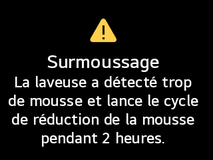 Surmoussage
La laveuse a détecté trop
de mousse et lance le cycle
de réduction de la mousse
pendant 2 heures.